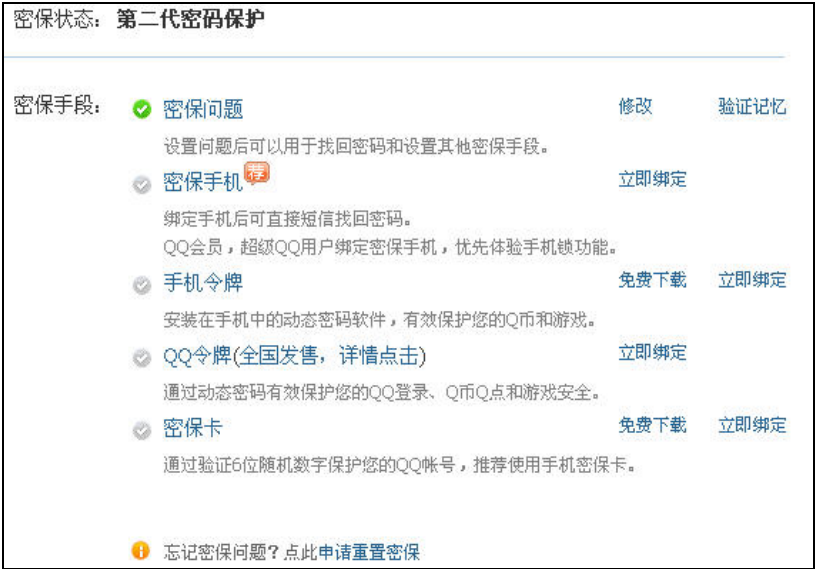 密保状态：第二代密码保护
密保手段：密保问题 修改 验证记忆
设置问题后可以用于找回密码和设置其他密保手段。
密保手机 荐 立即绑定
绑定手机后可直接短信找回密码。
QQ会员，超级QQ用户绑定密保手机，优先体验手机锁功能。
手机令牌 免费下载 立即绑定
安装在手机中的动态密码软件，有效保护您的Q币和游戏。
QQ令牌(全国发售，详情点击) 立即绑定
通过动态密码有效保护您的QQ登录、Q币Q点和游戏安全。
密保卡 免费下载 立即绑定
通过验证6位随机数字保护您的QQ帐号，推荐使用手机密保卡。
忘记密保问题？点此申请重置密保